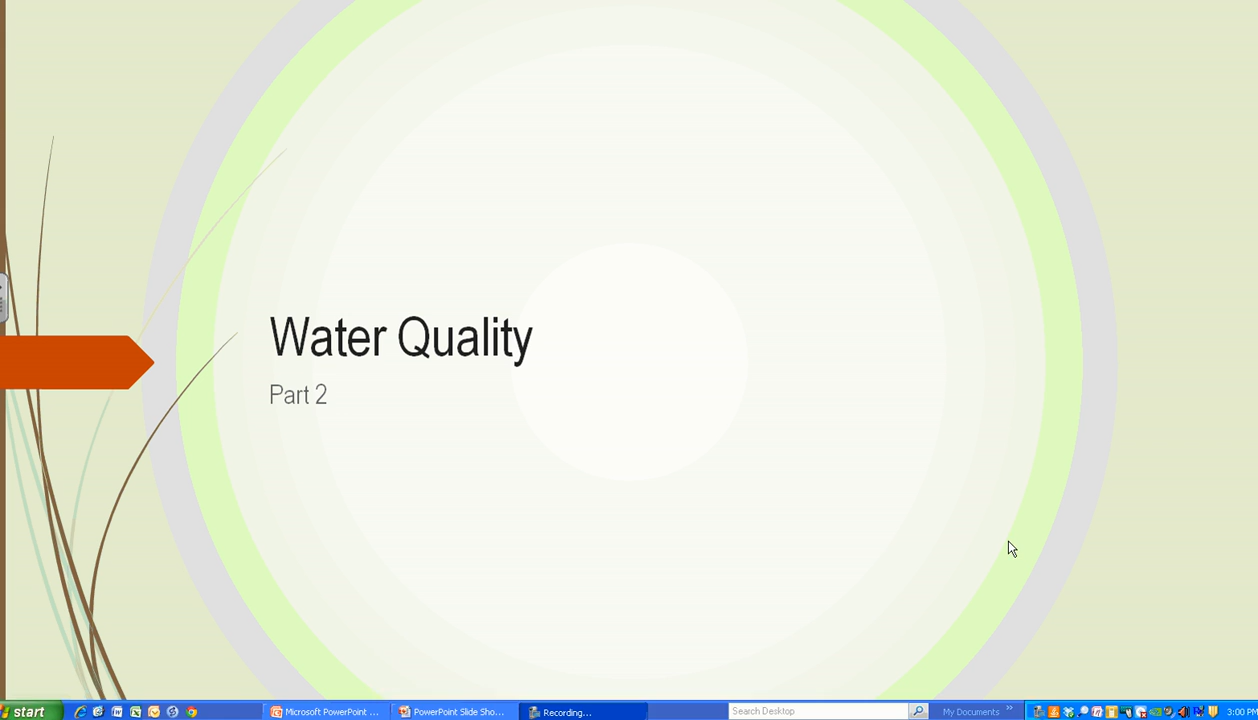 Water Quality
Part 2
start
Microsoft PowerPoint ...
PowerPoint Slide Sho...
Recording...
Search Desktop
My Documents
3:00 PM